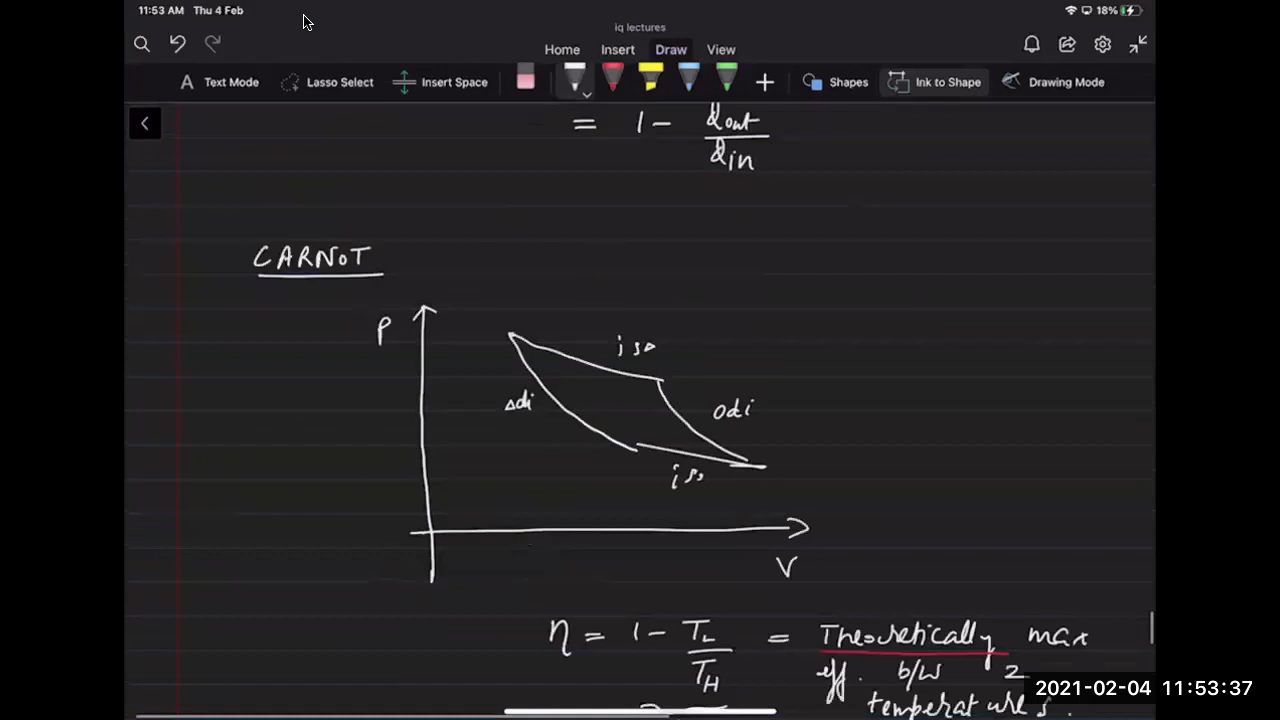 11:53 AM Thu 4 Feb
18%
iq lectures
Home Insert Draw View
Text Mode Lasso Select Insert Space Shapes Ink to Shape Drawing Mode
= 1 - Qout
Qin
CARNOT
P
iso
adi
adi
iso
V
η = 1 - TL = Theoretically max
TH eff. b/w 2
temperatures.
2021-02-04 11:53:37